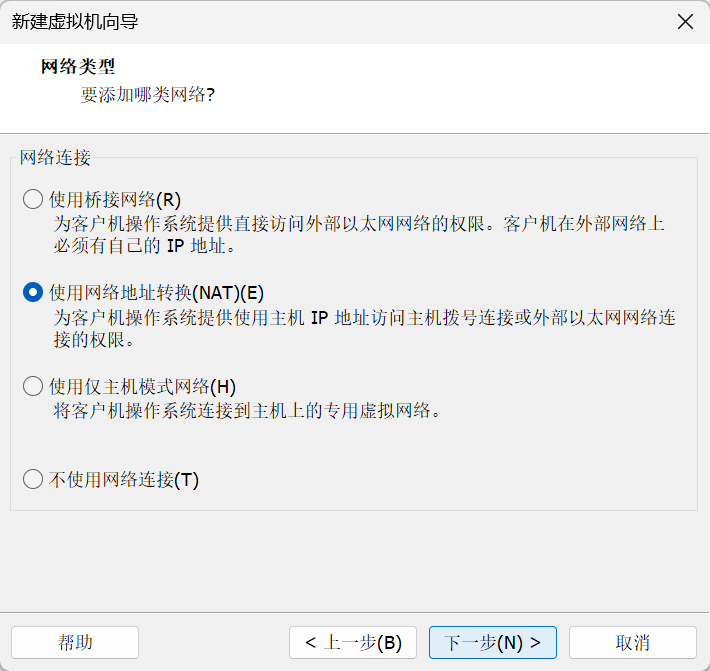 新建虚拟机向导
网络类型
要添加哪类网络?
网络连接
使用桥接网络(R)
为客户机操作系统提供直接访问外部以太网网络的权限。客户机在外部网络上
必须有自己的 IP 地址。
使用网络地址转换(NAT)(E)
为客户机操作系统提供使用主机 IP 地址访问主机拨号连接或外部以太网网络连
接的权限。
使用仅主机模式网络(H)
将客户机操作系统连接到主机上的专用虚拟网络。
不使用网络连接(T)
帮助
< 上一步(B)
下一步(N) >
取消